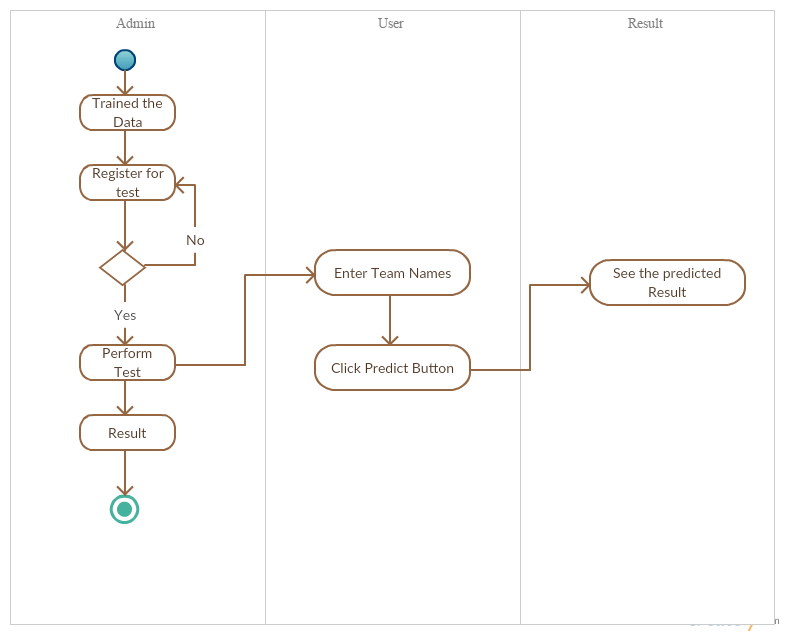 Admin
User
Result
Trained the
Data
Register for
test
No
Enter Team Names
See the predicted
Result
Yes
Perform
Test
Click Predict Button
Result